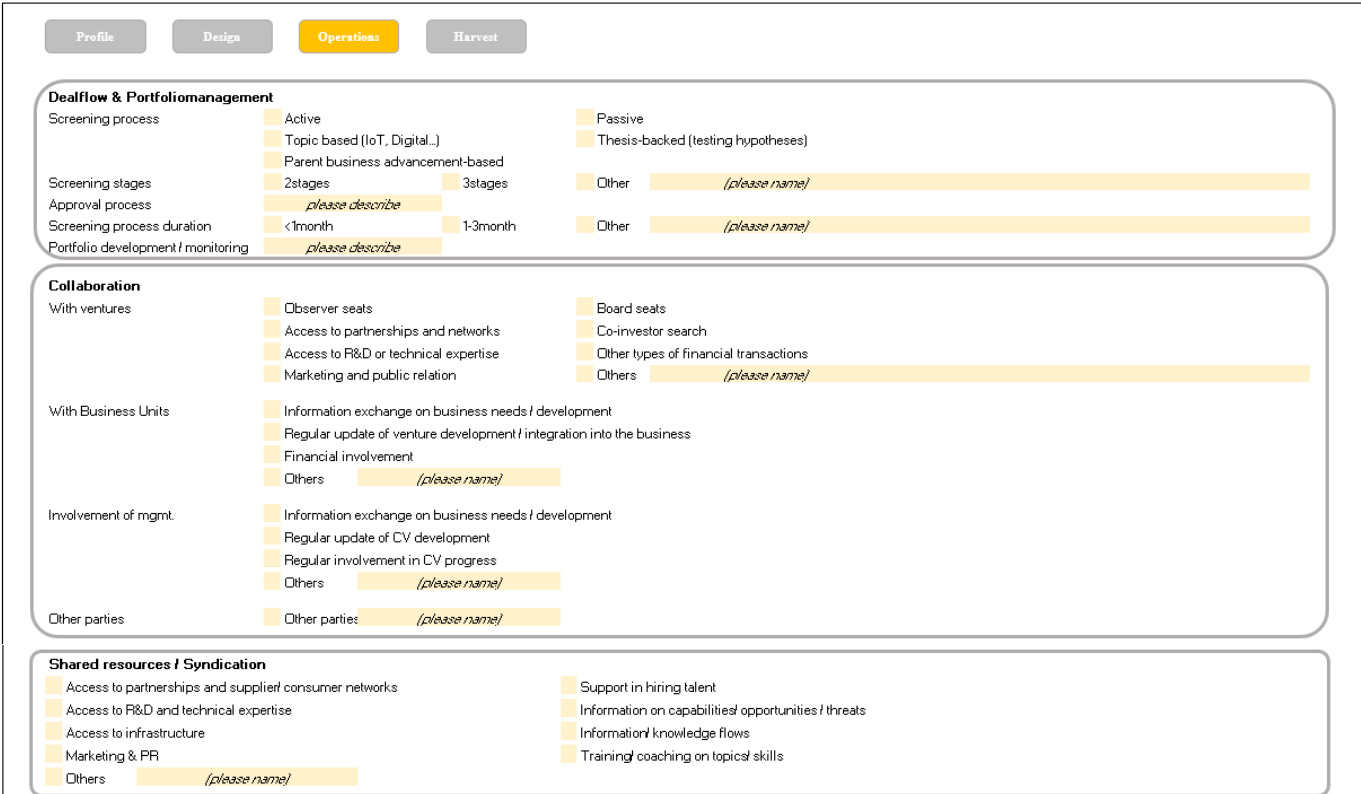 Profile Design Operations Harvest
Dealflow & Portfoliomanagement
Screening process Active Passive
Topic based (IoT, Digital...) Thesis-backed (testing hypotheses)
Parent business advancement-based
Screening stages 2stages 3stages Other (please name)
Approval process please describe
Screening process duration <1month 1-3month Other (please name)
Portfolio development / monitoring please describe
Collaboration
With ventures Observer seats Board seats
Access to partnerships and networks Co-investor search
Access to R&D or technical expertise Other types of financial transactions
Marketing and public relation Others (please name)
With Business Units Information exchange on business needs / development
Regular update of venture development / integration into the business
Financial involvement
Others (please name)
Involvement of mgmt. Information exchange on business needs / development
Regular update of CV development
Regular involvement in CV progress
Others (please name)
Other parties Other parties (please name)
Shared resources / Syndication
Access to partnerships and supplier/ consumer networks Support in hiring talent
Access to R&D and technical expertise Information on capabilities/ opportunities / threats
Access to infrastructure Information/ knowledge flows
Marketing & PR Training/ coaching on topics/ skills
Others (please name)